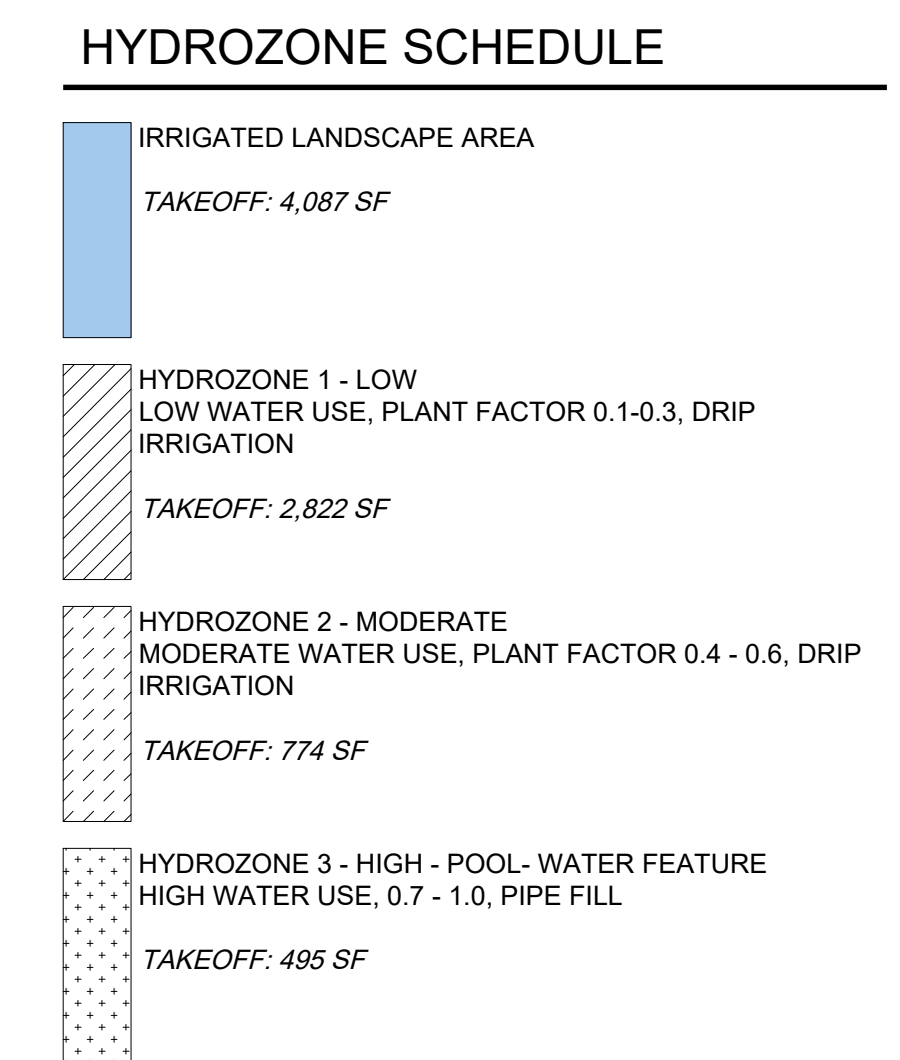 HYDROZONE SCHEDULE
IRRIGATED LANDSCAPE AREA
TAKEOFF: 4,087 SF
HYDROZONE 1 - LOW
LOW WATER USE, PLANT FACTOR 0.1-0.3, DRIP
IRRIGATION
TAKEOFF: 2,822 SF
HYDROZONE 2 - MODERATE
MODERATE WATER USE, PLANT FACTOR 0.4 - 0.6, DRIP
IRRIGATION
TAKEOFF: 774 SF
HYDROZONE 3 - HIGH - POOL- WATER FEATURE
HIGH WATER USE, 0.7 - 1.0, PIPE FILL
TAKEOFF: 495 SF